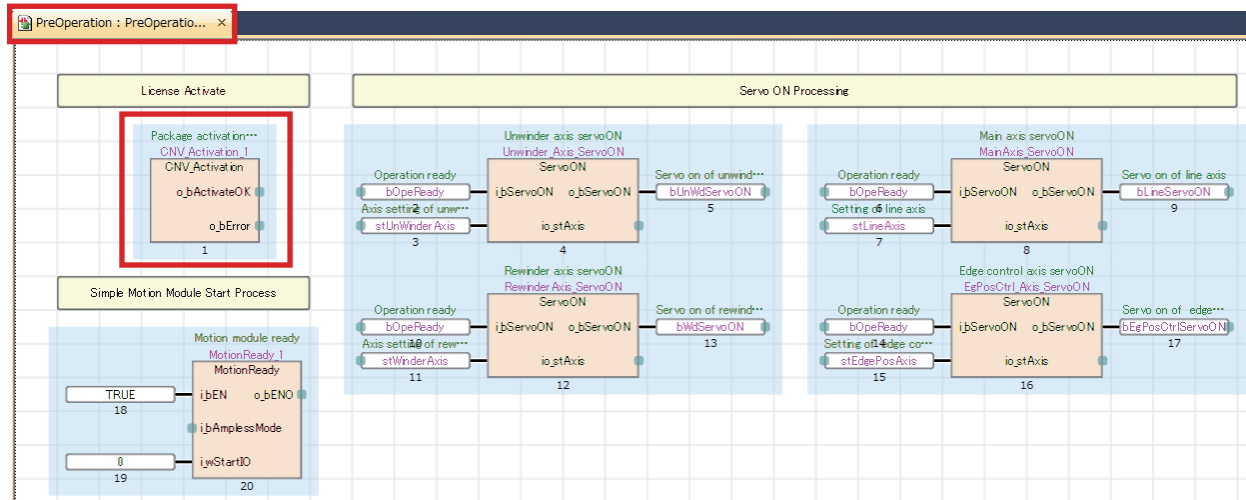 PreOperation : PreOperatio... ×
License Activate
Package activation···
CNV_Activation_1
CNV_Activation
o_bActivateOK
o_bError
1
Simple Motion Module Start Process
Motion module ready
MotionReady_1
MotionReady
TRUE
i_bEN o_bENO
18
i_bAmplessMode
0
i_wStartIO
19
20
Servo ON Processing
Unwinder axis servoON
Unwinder_Axis_ServoON
ServoON
Operation ready
bOpeReady
i_bServoON o_bServoON
Servo on of unwind···
bUnWdServoON
2
5
Axis setting of unw···
stUnWinderAxis
io_stAxis
3
4
Rewinder axis servoON
RewinderAxis_ServoON
ServoON
Operation ready
bOpeReady
i_bServoON o_bServoON
Servo on of rewind···
bWdServoON
10
13
Axis setting of rew···
stWinderAxis
io_stAxis
11
12
Main axis servoON
MainAxis_ServoON
ServoON
Operation ready
bOpeReady
i_bServoON o_bServoON
Servo on of line axis
bLineServoON
6
9
Setting of line axis
stLineAxis
io_stAxis
7
8
Edge control axis servoON
EgPosCtrl_Axis_ServoON
ServoON
Operation ready
bOpeReady
i_bServoON o_bServoON
Servo on of edge···
bEgPosCtrlServoON
14
17
Setting of edge co···
stEdgePosAxis
io_stAxis
15
16